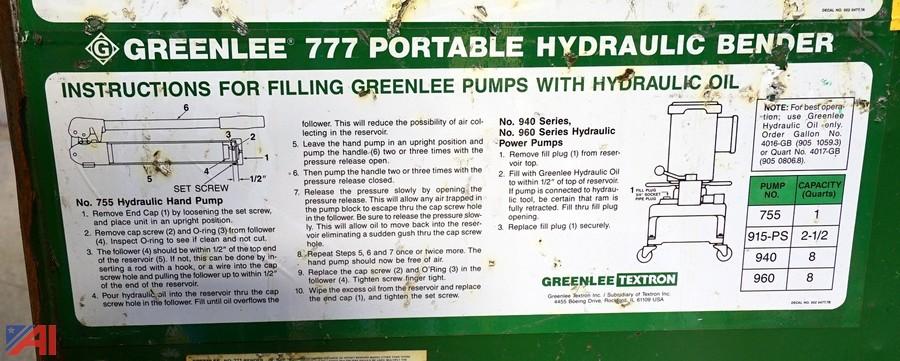 DECAL NO. 502 0477.7B
G GREENLEE® 777 PORTABLE HYDRAULIC BENDER
INSTRUCTIONS FOR FILLING GREENLEE PUMPS WITH HYDRAULIC OIL
6
3
2
1
4
5
1/2"
SET SCREW
No. 755 Hydraulic Hand Pump
1. Remove End Cap (1) by loosening the set screw,
and place unit in upright position.
2. Remove cap screw (2) and O-ring (3) from follower
(4). Inspect O-ring to see if clean and not cut.
3. The follower (4) should be within 1/2" of the top end
of the reservoir (5). If not, this can be done by in-
serting a rod with a hook, or a wire into the cap
screw hole and pulling the follower up to within 1/2"
of the end of the reservoir.
4. Pour hydraulic oil into the reservoir thru the cap
screw hole in the follower. Fill until oil overflows the
follower. This will reduce the possibility of air col-
lecting in the reservoir.
5. Leave the hand pump in an upright position and
pump the handle (6) two or three times with the
pressure release open.
6. Then pump the handle two or three times with the
pressure release closed.
7. Release the pressure slowly by opening the
pressure release. This will allow any air trapped in
the pump block to escape thru the cap screw hole
in the follower. Be sure to release the pressure slow-
ly. This will allow oil to move back into the reser-
voir eliminating a sudden gush thru the cap screw
hole.
8. Repeat Steps 5, 6 and 7 once or twice more. The
hand pump should now be free of air.
9. Replace the cap screw (2) and O'Ring (3) in the
follower (4). Tighten screw finger tight.
10. Wipe the excess oil from the reservoir and replace
the end cap (1), and tighten the set screw.
No. 940 Series,
No. 960 Series Hydraulic
Power Pumps
1. Remove fill plug (1) from reser-
voir top.
2. Fill with Greenlee Hydraulic Oil
to within 1/2" of top of reservoir.
If pump is connected to hydrau-
lic tool, be certain that ram is
fully retracted. Fill thru fill plug
opening.
3. Replace fill plug (1) securely.
1 FILL PLUG
3/4" SOCKET
PIPE PLUG
GREENLEE TEXTRON
Greenlee Textron Inc. / Subsidiary of Textron Inc.
4455 Boeing Drive, Rockford, IL 61109 USA
NOTE: For best opera-
tion; use Greenlee
Hydraulic Oil only.
Order Gallon No.
4016-GB (905 1059.3)
or Quart No. 4017-GB
(905 0806.8).
PUMP NO. CAPACITY (Quarts)
755 1
915-PS 2-1/2
940 8
960 8
DECAL NO. 502 0477.7B
AI